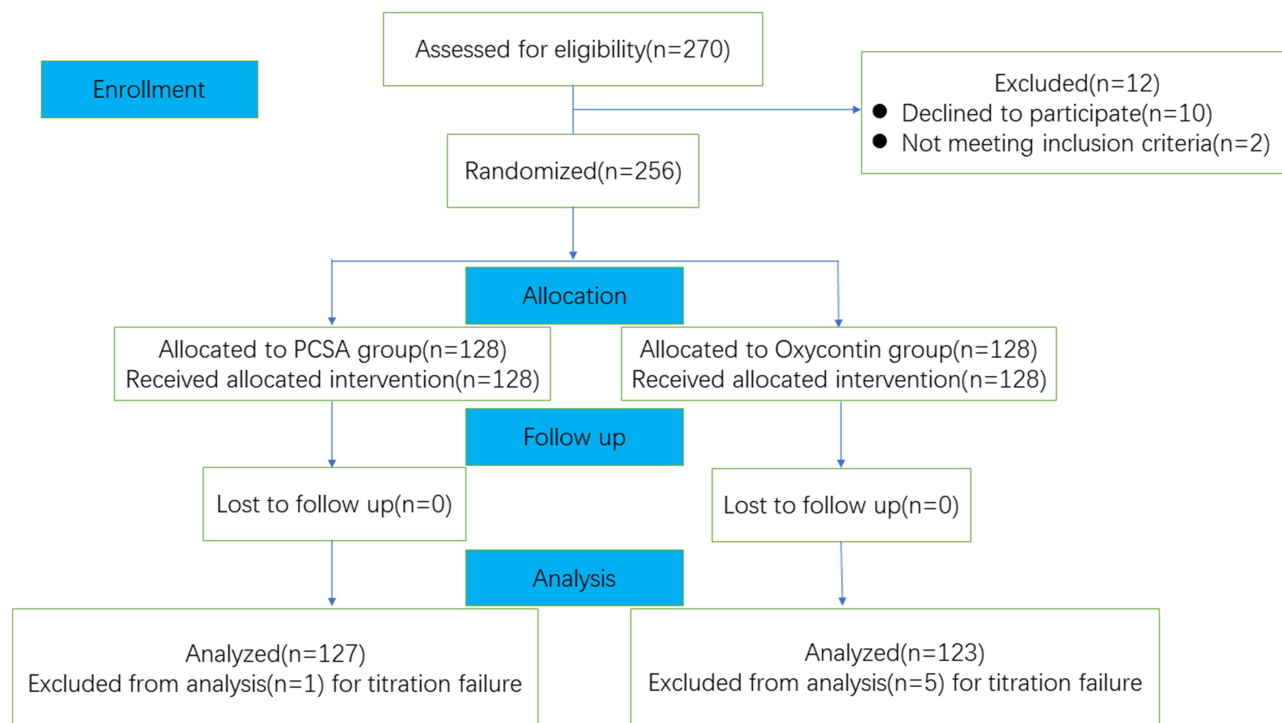 Assessed for eligibility(n=270)
Enrollment
Excluded(n=12)
● Declined to participate(n=10)
● Not meeting inclusion criteria(n=2)
Randomized(n=256)
Allocation
Allocated to PCSA group(n=128)
Received allocated intervention(n=128)
Allocated to Oxycontin group(n=128)
Received allocated intervention(n=128)
Follow up
Lost to follow up(n=0)
Lost to follow up(n=0)
Analysis
Analyzed(n=127)
Excluded from analysis(n=1) for titration failure
Analyzed(n=123)
Excluded from analysis(n=5) for titration failure